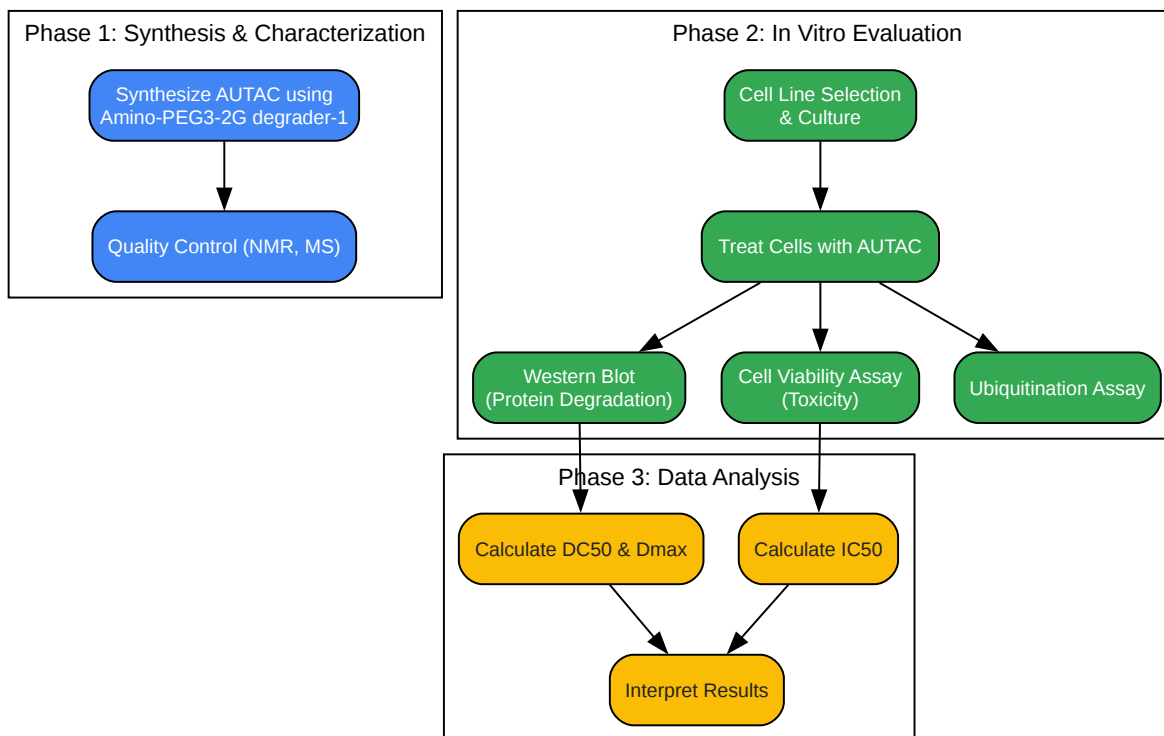 Phase 1: Synthesis & Characterization
Synthesize AUTAC using
Amino-PEG3-2G degrader-1
Quality Control (NMR, MS)
Phase 2: In Vitro Evaluation
Cell Line Selection
& Culture
Treat Cells with AUTAC
Western Blot
(Protein Degradation)
Cell Viability Assay
(Toxicity)
Ubiquitination Assay
Phase 3: Data Analysis
Calculate DC50 & Dmax
Calculate IC50
Interpret Results